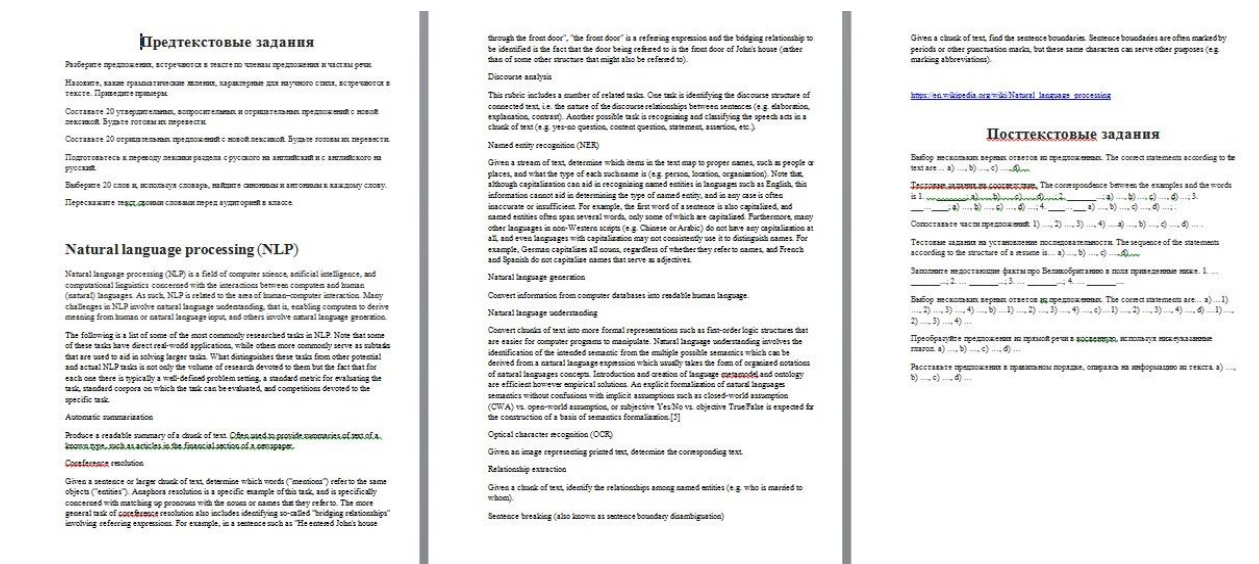 Предтекстовые задания
Разберите предложения, встречаются в тексте по членам предложения и частям речи.
Назовите, какие грамматические явления, характерные для научного стиля, встречаются в
тексте. Приведите примеры.
Составьте 20 утвердительных, вопросительных и отрицательных предложений с новой
лексикой. Будьте готовы их перевести.
Составьте 20 отрицательных предложений с новой лексикой. Будьте готовы их перевести.
Подготовьтесь к переводу лексики раздела с русского на английский и с английского на
русский.
Выберите 20 слов и, используя словарь, найдите синонимы и антонимы к каждому слову.
Перескажите текст своими словами перед аудиторией в классе.
Natural language processing (NLP)
Natural language processing (NLP) is a field of computer science, artificial intelligence, and
computational linguistics concerned with the interactions between computers and human
(natural) languages. As such, NLP is related to the area of human–computer interaction. Many
challenges in NLP involve natural language understanding, that is, enabling computers to derive
meaning from human or natural language input, and others involve natural language generation.
The following is a list of some of the most commonly researched tasks in NLP. Note that some
of these tasks have direct real-world applications, while others more commonly serve as subtasks
that are used to aid in solving larger tasks. What distinguishes these tasks from other potential
and actual NLP tasks is not only the volume of research devoted to them but the fact that for
each one there is typically a well-defined problem setting, a standard metric for evaluating the
task, standard corpora on which the task can be evaluated, and competitions devoted to the
specific task.
Automatic summarization
Produce a readable summary of a chunk of text. Often used to provide summaries of text of a
known type, such as articles in the financial section of a newspaper.
Coreference resolution
Given a sentence or larger chunk of text, determine which words ("mentions") refer to the same
objects ("entities"). Anaphora resolution is a specific example of this task, and is specifically
concerned with matching up pronouns with the nouns or names that they refer to. The more
general task of coreference resolution also includes identifying so-called "bridging relationships"
involving referring expressions. For example, in a sentence such as "He entered John's house
through the front door", "the front door" is a referring expression and the bridging relationship to
be identified is the fact that the door being referred to is the front door of John's house (rather
than of some other structure that might also be referred to).
Discourse analysis
This rubric includes a number of related tasks. One task is identifying the discourse structure of
connected text, i.e. the nature of the discourse relationships between sentences (e.g. elaboration,
explanation, contrast). Another possible task is recognizing and classifying the speech acts in a
chunk of text (e.g. yes-no question, content question, statement, assertion, etc.).
Named entity recognition (NER)
Given a stream of text, determine which items in the text map to proper names, such as people or
places, and what the type of each such name is (e.g. person, location, organization). Note that,
although capitalization can aid in recognizing named entities in languages such as English, this
information cannot aid in determining the type of named entity, and in any case is often
inaccurate or insufficient. For example, the first word of a sentence is also capitalized, and
named entities often span several words, only some of which are capitalized. Furthermore, many
other languages in non-Western scripts (e.g. Chinese or Arabic) do not have any capitalization at
all, and even languages with capitalization may not consistently use it to distinguish names. For
example, German capitalizes all nouns, regardless of whether they refer to names, and French
and Spanish do not capitalize names that serve as adjectives.
Natural language generation
Convert information from computer databases into readable human language.
Natural language understanding
Convert chunks of text into more formal representations such as first-order logic structures that
are easier for computer programs to manipulate. Natural language understanding involves the
identification of the intended semantic from the multiple possible semantics which can be
derived from a natural language expression which usually takes the form of organized notations
of natural languages concepts. Introduction and creation of language metamodel and ontology
are efficient however empirical solutions. An explicit formalization of natural languages
semantics without confusions with implicit assumptions such as closed-world assumption
(CWA) vs. open-world assumption, or subjective Yes/No vs. objective True/False is expected for
the construction of a basis of semantics formalization.[5]
Optical character recognition (OCR)
Given an image representing printed text, determine the corresponding text.
Relationship extraction
Given a chunk of text, identify the relationships among named entities (e.g. who is married to
whom).
Sentence breaking (also known as sentence boundary disambiguation)
Given a chunk of text, find the sentence boundaries. Sentence boundaries are often marked by
periods or other punctuation marks, but these same characters can serve other purposes (e.g.
marking abbreviations).
https://en.wikipedia.org/wiki/Natural_language_processing
Посттекстовые задания
Выбор нескольких верных ответов из предложенных. The correct statements according to the
text are… a) …, b) …, c) …, d)…
Тестовые задания на соответствие. The correspondence between the examples and the words
is 1. ________; a) …, b) …, c) …, d) …; 2. ______; a) …, b) …, c) …, d) …; 3.
___…___; a) …, b) …, c) …, d) …; 4. ___…___ a) …, b) …, c) …, d) …;
Сопоставьте части предложений. 1) …, 2) …, 3) …, 4) …a) …, b) …, c) …, d) … .
Тестовые задания на установление последовательности. The sequence of the statements
according to the structure of a resume is… a) …, b) …, c) …, d)…
Заполните недостающие факты про Великобританию в поля приведенные ниже. 1. …
______…; 2. … ______…; 3. … ______…; 4. … ______…
Выбор нескольких верных ответов из предложенных. The correct statements are… a) …1)
…, 2) …, 3) …, 4) …, b) …1) …, 2) …, 3) …, 4) …, c) …1) …, 2) …, 3) …, 4) …, d) …1) …,
2) …, 3) …, 4) …
Преобразуйте предложения из прямой речи в косвенную, используя нижеуказанные
глагол. a) …, b) …, c) …, d) …
Расставьте предложения в правильном порядке, опираясь на информацию из текста. a) …,
b) …, c) …, d) …